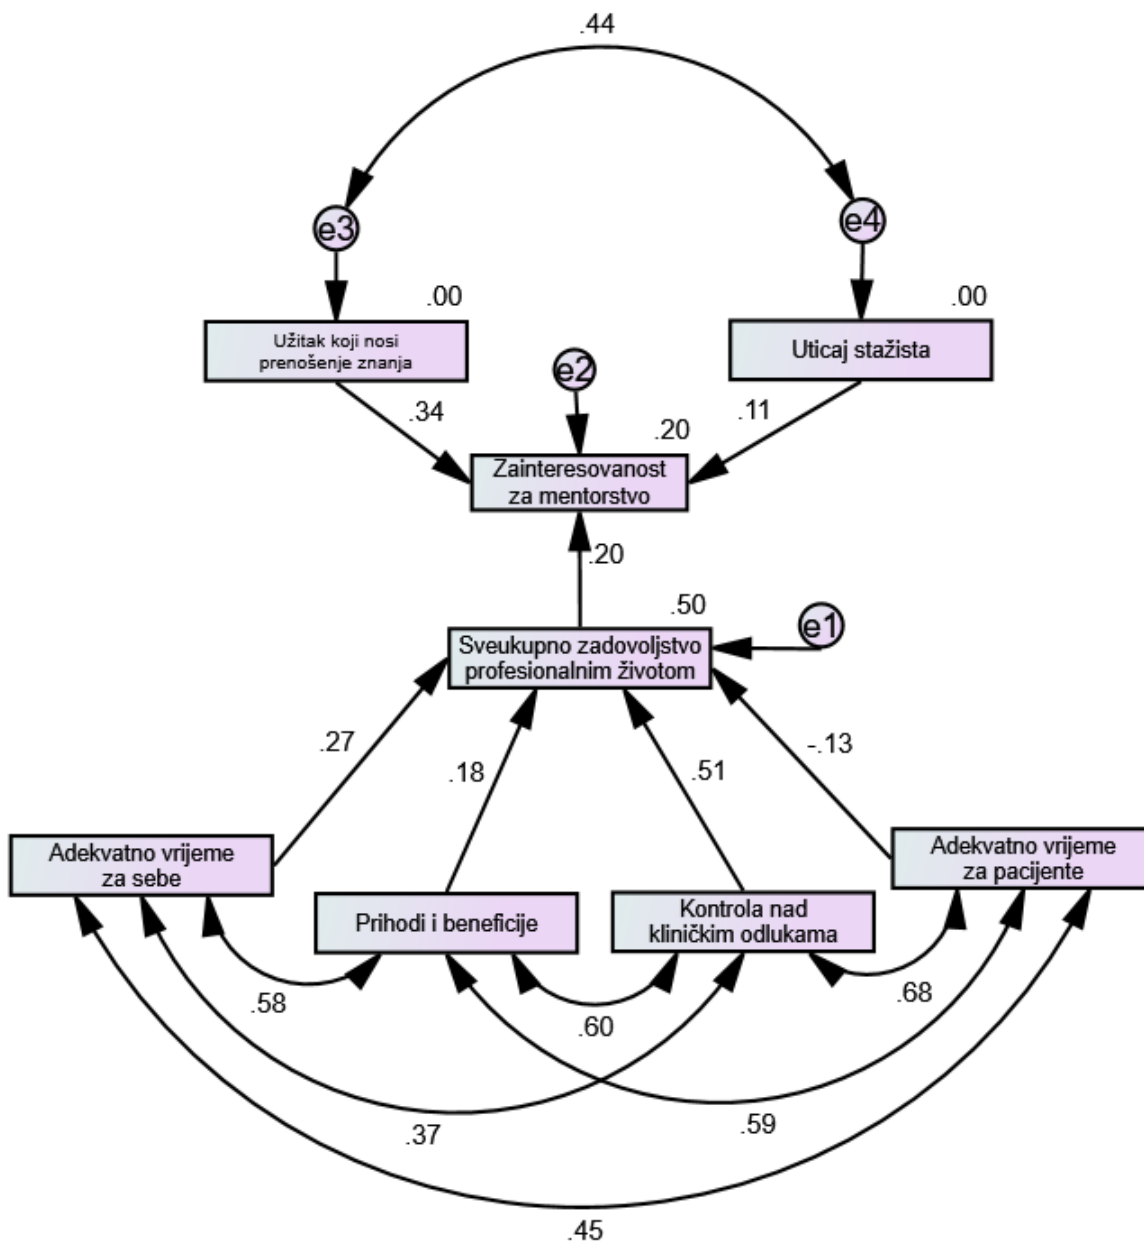 .44
e3
e4
.00
.00
Užitak koji nosi
prenošenje znanja
Uticaj stažista
e2
.34
.11
.20
Zainteresovanost
za mentorstvo
.20
.50
e1
Sveukupno zadovoljstvo
profesionalnim životom
.27
.18
.51
-.13
Adekvatno vrijeme
za sebe
Adekvatno vrijeme
za pacijente
Prihodi i beneficije
Kontrola nad
kliničkim odlukama
.58
.60
.68
.37
.59
.45